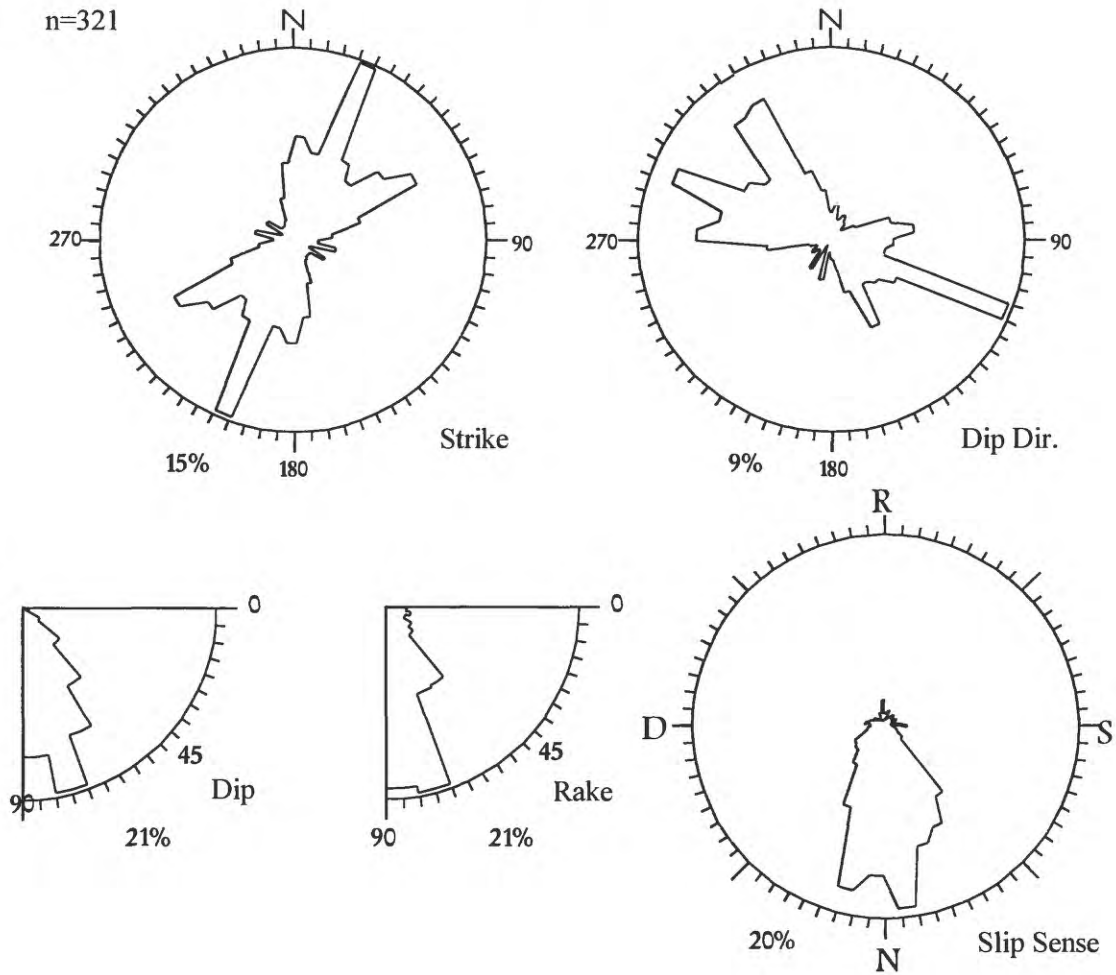 n=321
N
270
90
180
15%
Strike
N
270
90
180
9%
Dip Dir.
0
45
90
21%
Dip
0
45
90
21%
Rake
R
D
S
N
20%
Slip Sense